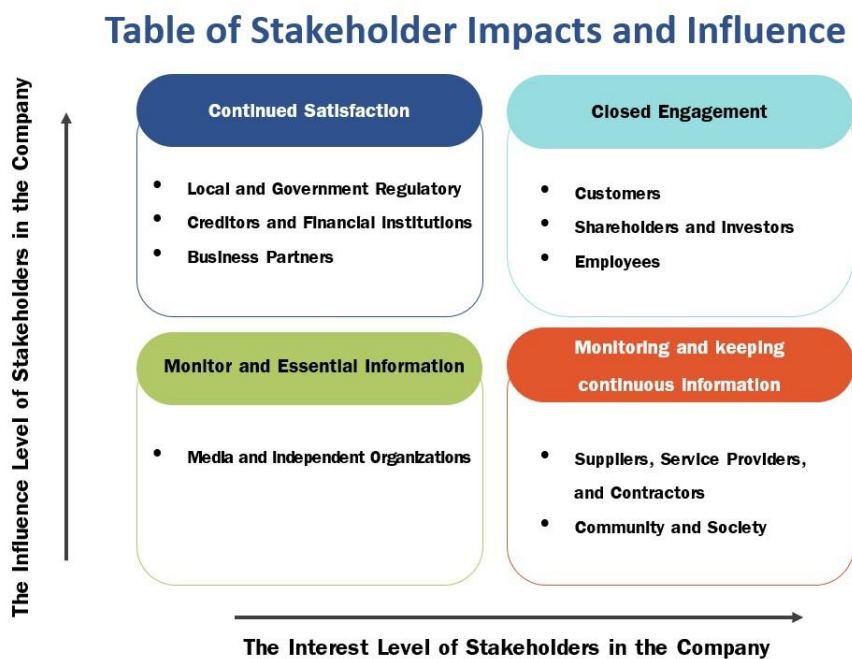 Table of Stakeholder Impacts and Influence
The Influence Level of Stakeholders in the Company
Continued Satisfaction
• Local and Government Regulatory
• Creditors and Financial Institutions
• Business Partners
Closed Engagement
• Customers
• Shareholders and Investors
• Employees
Monitor and Essential Information
• Media and Independent Organizations
Monitoring and keeping
continuous information
• Suppliers, Service Providers,
and Contractors
• Community and Society
The Interest Level of Stakeholders in the Company